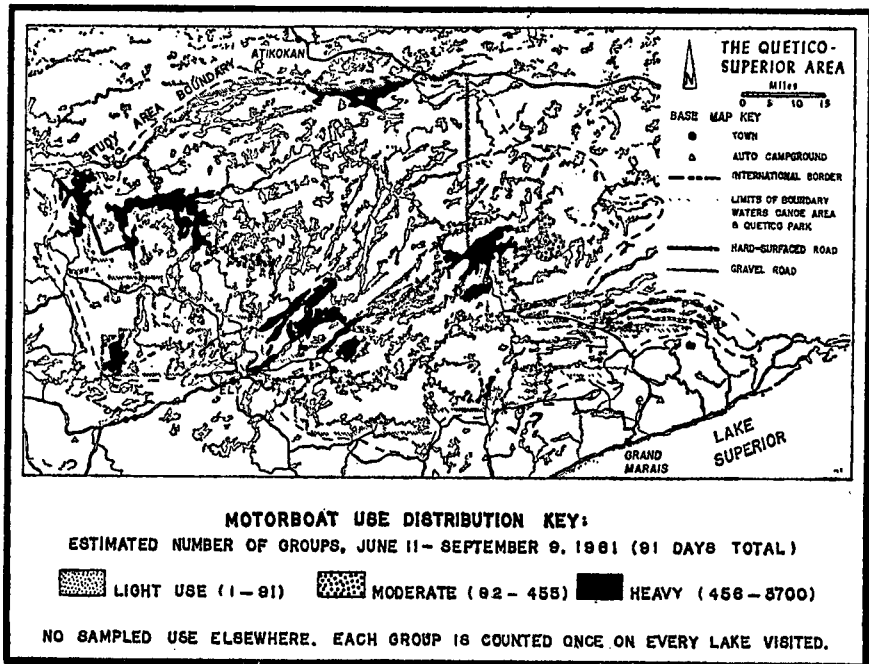 ATIKOKAN
STUDY AREA BOUNDARY
THE QUETICO-
SUPERIOR AREA
Miles
0 5 10 15
BASE MAP KEY
TOWN
AUTO CAMPGROUND
INTERNATIONAL BORDER
LIMITS OF BOUNDARY
WATERS CANOE AREA
& QUETICO PARK
HARD-SURFACED ROAD
GRAVEL ROAD
ELY
GRAND
MARAIS
LAKE
SUPERIOR
MOTORBOAT USE DISTRIBUTION KEY:
ESTIMATED NUMBER OF GROUPS, JUNE 11 – SEPTEMBER 9, 1961 (91 DAYS TOTAL)
LIGHT USE (1 – 91) MODERATE (92 – 455) HEAVY (456 – 3700)
NO SAMPLED USE ELSEWHERE. EACH GROUP IS COUNTED ONCE ON EVERY LAKE VISITED.